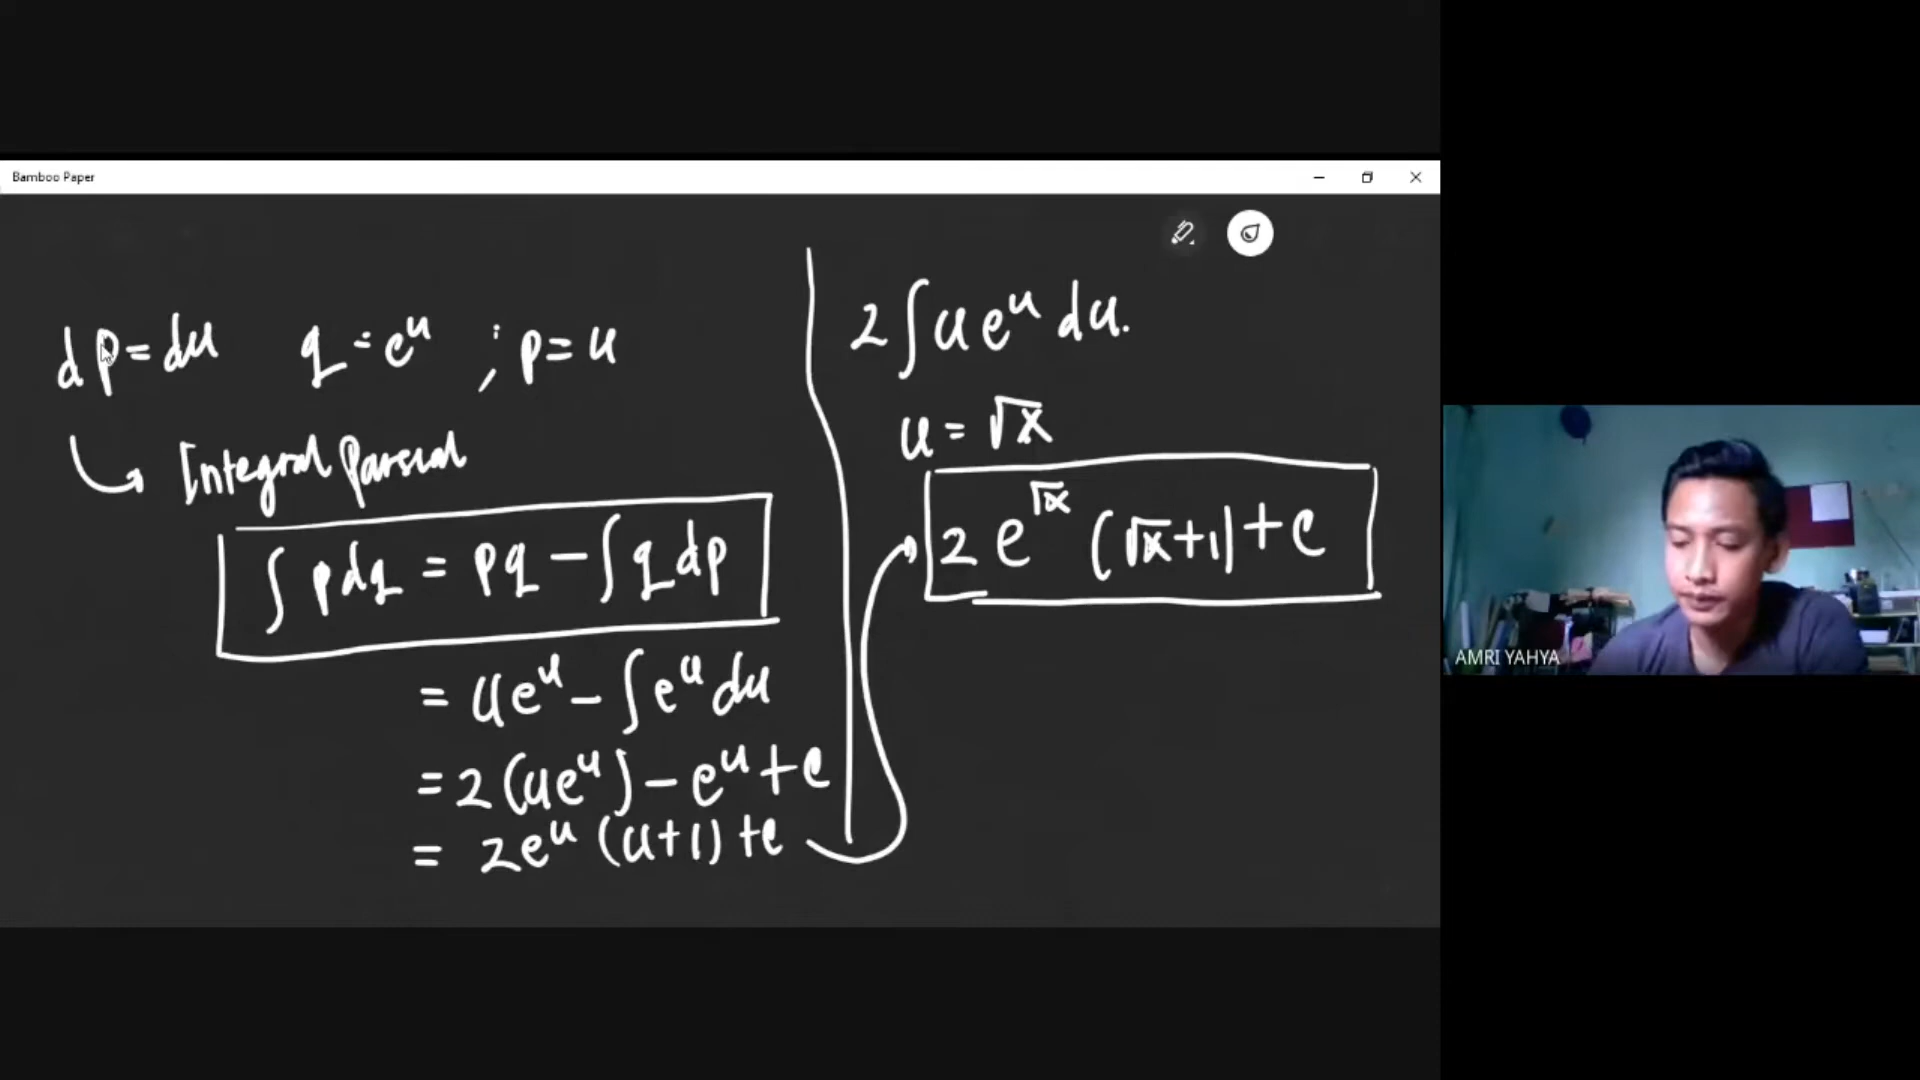 Bamboo Paper
dp = du q = e^u ; p = u
Integral Parsial
∫ p dq = pq − ∫ q dp
= ue^u − ∫ e^u du
= 2 (ue^u) − e^u + c
= 2e^u (u+1) + c
2 ∫ u e^u du.
u = √x
2 e^√x (√x+1) + c
AMRI YAHYA